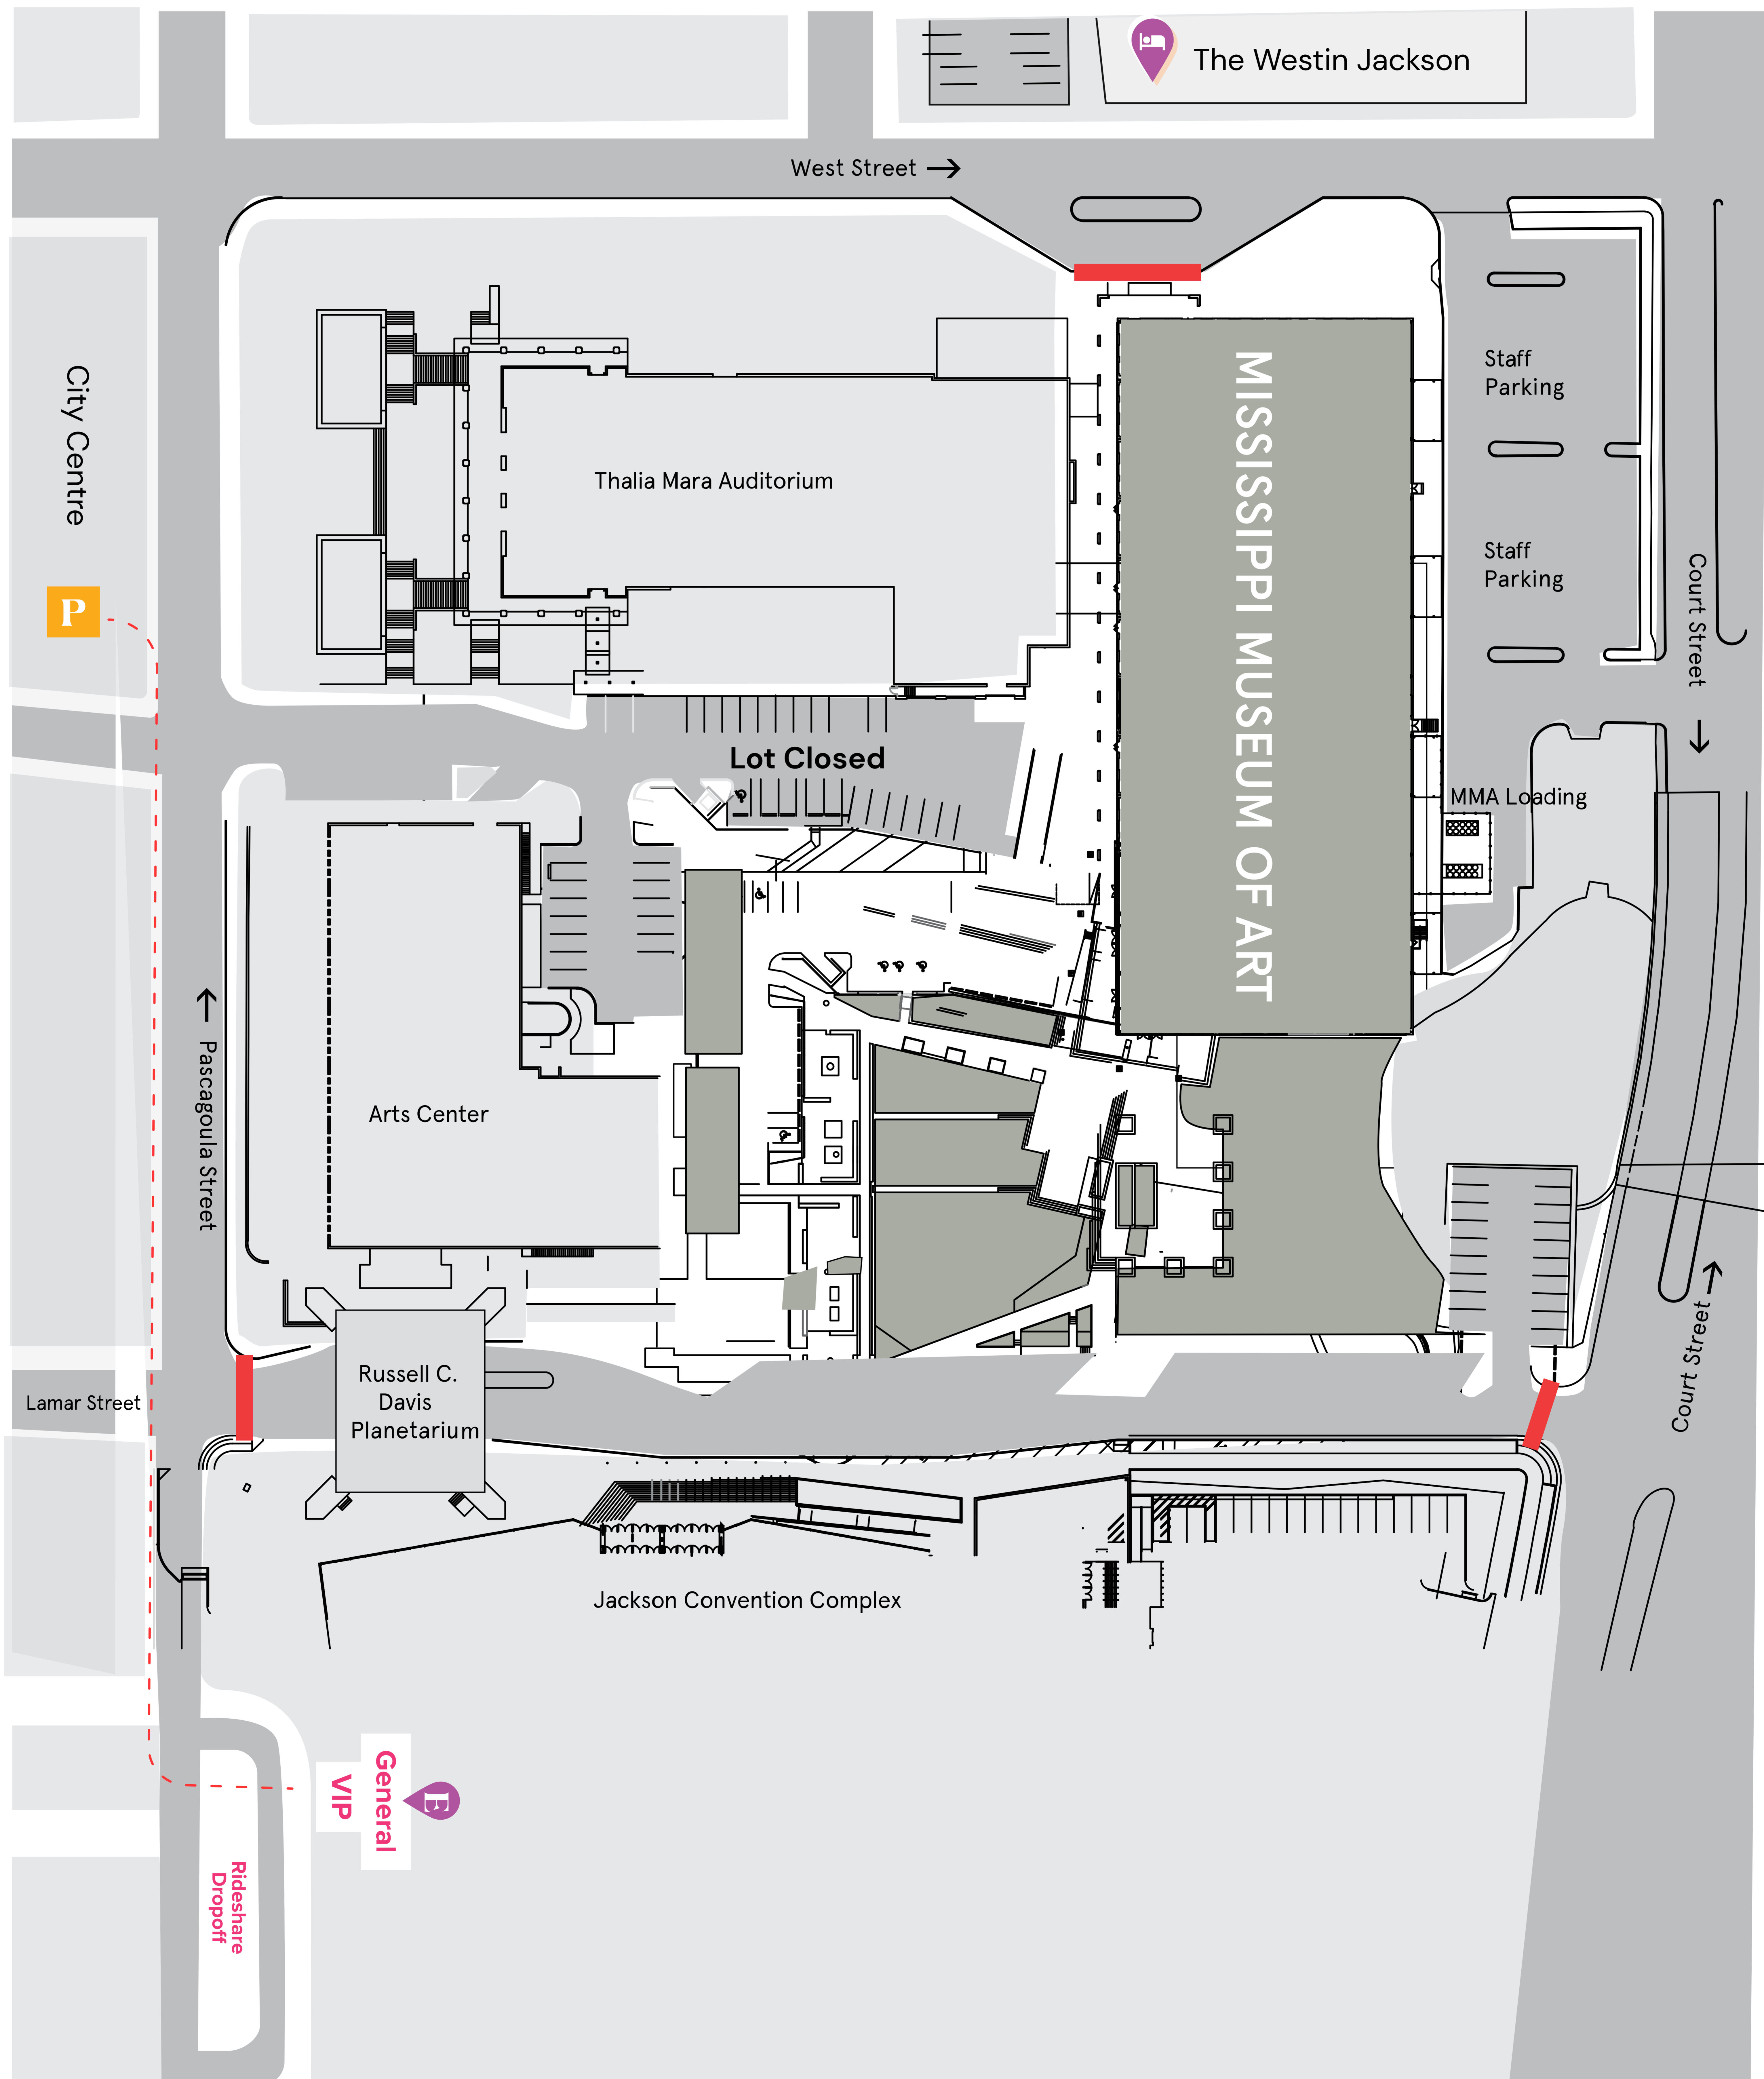 The Westin Jackson
West Street →
City Centre
P
Thalia Mara Auditorium
MISSISSIPPI MUSEUM OF ART
Staff
Parking
Staff
Parking
Court Street →
Lot Closed
MMA Loading
← Pascagoula Street
Arts Center
Court Street →
Lamar Street
Russell C.
Davis
Planetarium
Jackson Convention Complex
General
VIP
E
Rideshare
Dropoff